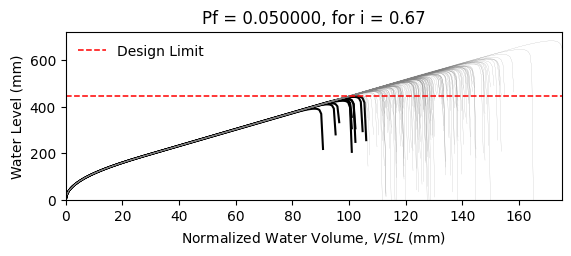 Pf = 0.050000, for i = 0.67
Design Limit
Water Level (mm)
600
400
200
0
0 20 40 60 80 100 120 140 160
Normalized Water Volume, V/SL (mm)